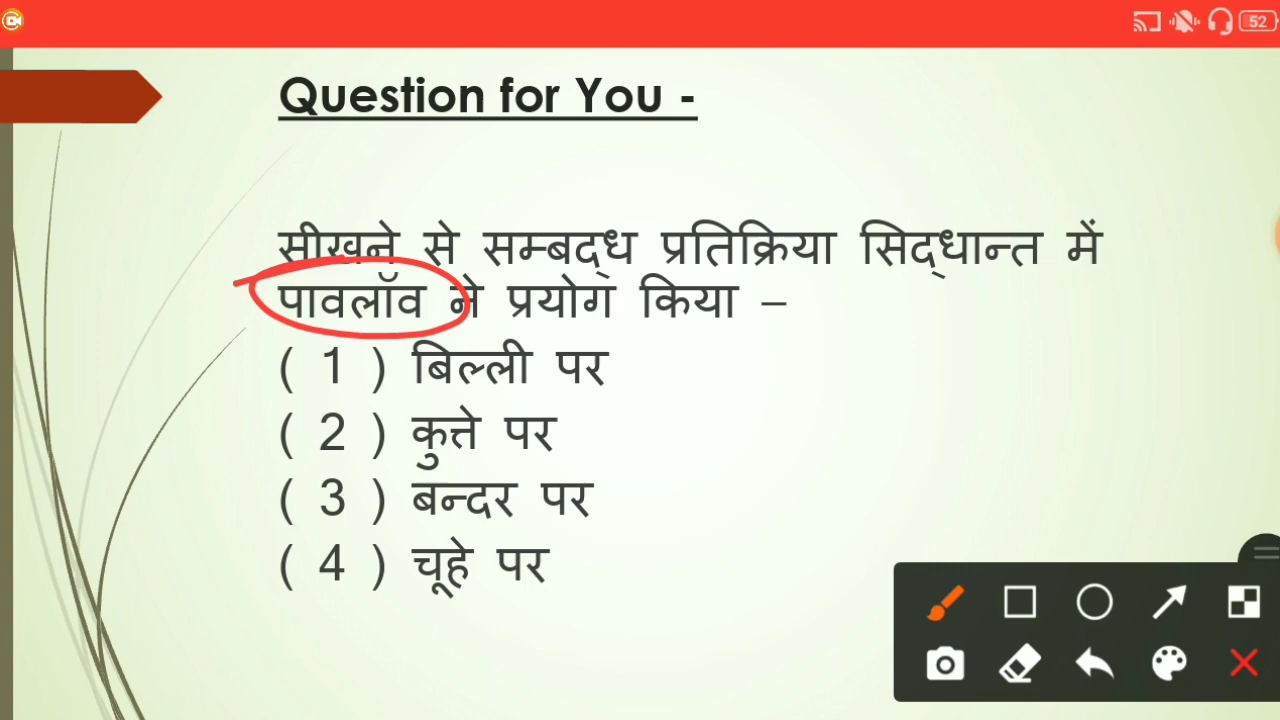 52
Question for You -
सीखने से सम्बद्ध प्रतिक्रिया सिद्धान्त में
पावलॉव ने प्रयोग किया –
( 1 ) बिल्ली पर
( 2 ) कुत्ते पर
( 3 ) बन्दर पर
( 4 ) चूहे पर